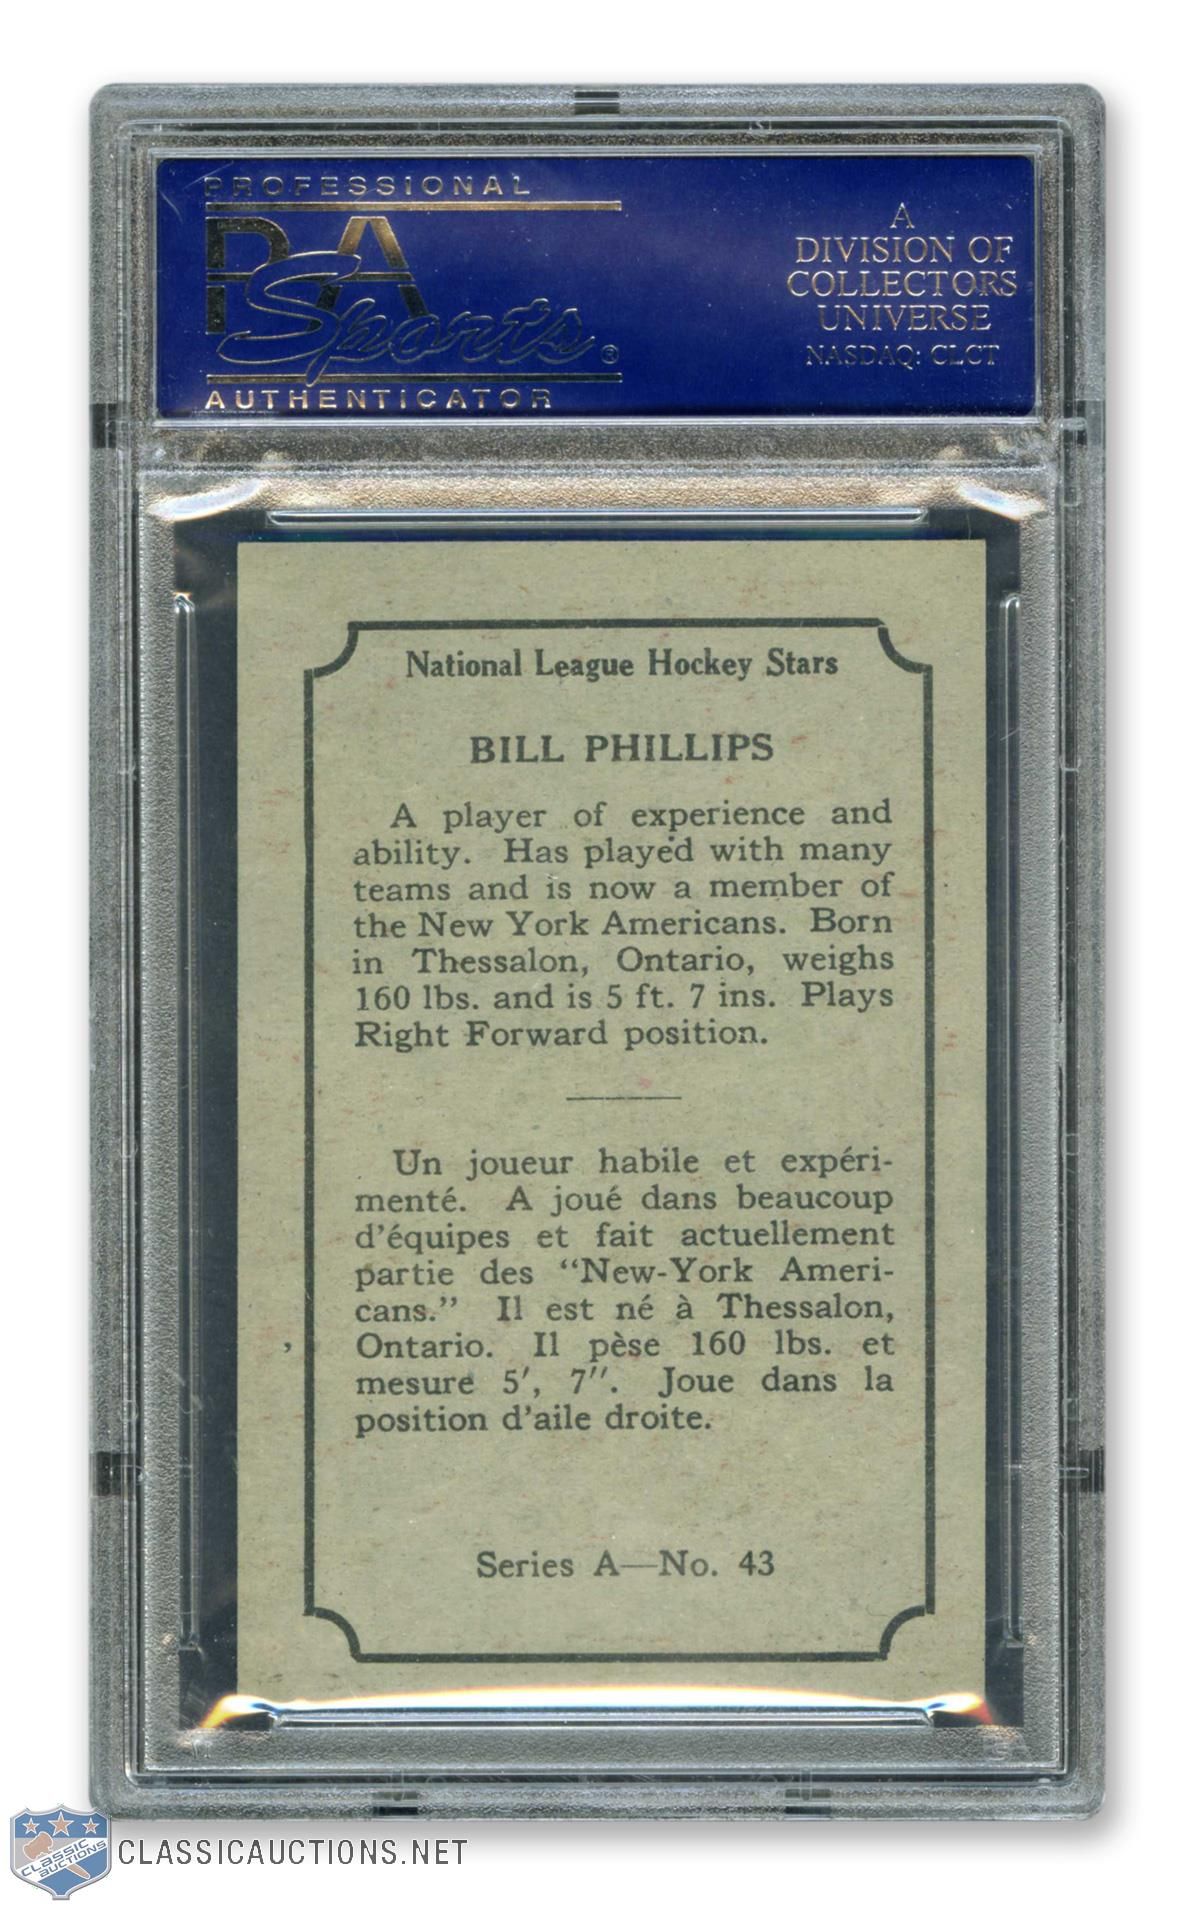 PROFESSIONAL
PSA
Sports®
AUTHENTICATOR
A
DIVISION OF
COLLECTORS
UNIVERSE
NASDAQ: CLCT
National League Hockey Stars
BILL PHILLIPS
A player of experience and
ability. Has played with many
teams and is now a member of
the New York Americans. Born
in Thessalon, Ontario, weighs
160 lbs. and is 5 ft. 7 ins. Plays
Right Forward position.
Un joueur habile et expéri-
menté. A joué dans beaucoup
d'équipes et fait actuellement
partie des "New-York Ameri-
cans." Il est né à Thessalon,
Ontario. Il pèse 160 lbs. et
mesure 5′, 7″. Joue dans la
position d'aile droite.
Series A—No. 43
CLASSIC
AUCTIONS
CLASSICAUCTIONS.NET